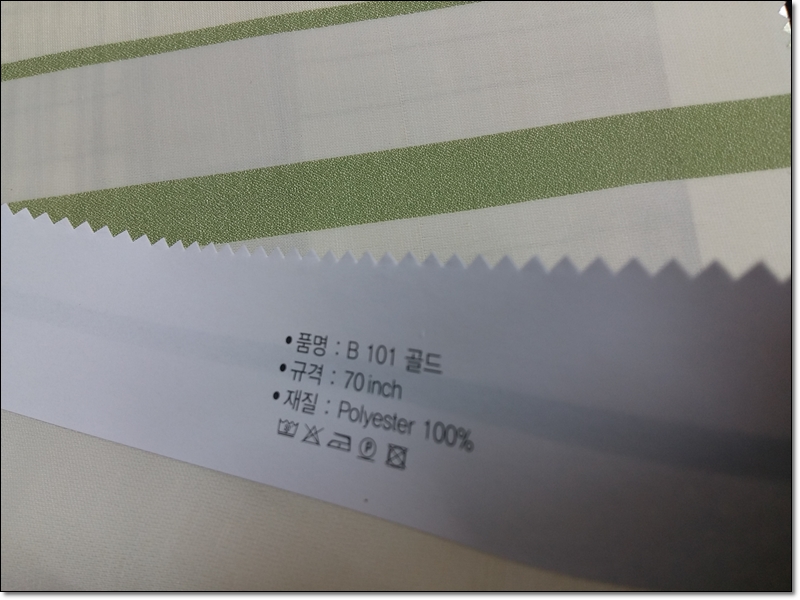 • 품명 : B 101 골드
• 규격 : 70 inch
• 재질 : Polyester 100%